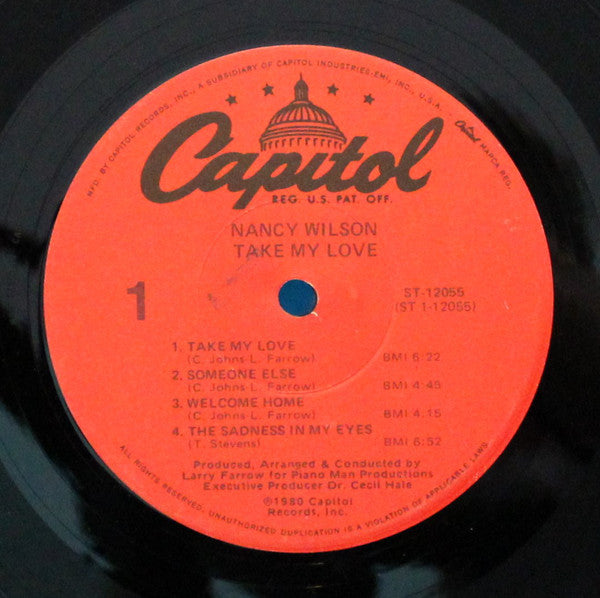 MFD. BY CAPITOL RECORDS, INC., A SUBSIDIARY OF CAPITOL INDUSTRIES-EMI, INC., U.S.A.
Capitol MARCA REG.
Capitol
REG. U.S. PAT. OFF.
NANCY WILSON
TAKE MY LOVE
1
ST-12055
(ST 1-12055)
1. TAKE MY LOVE
(C. Johns-L. Farrow) BMI 6:22
2. SOMEONE ELSE
(C. Johns-L. Farrow) BMI 4:49
3. WELCOME HOME
(C. Johns-L. Farrow) BMI 4:15
4. THE SADNESS IN MY EYES
(T. Stevens) BMI 6:52
Produced, Arranged & Conducted by
Larry Farrow for Piano Man Productions
Executive Producer Dr. Cecil Hale
℗1980 Capitol
Records, Inc.
ALL RIGHTS RESERVED. UNAUTHORIZED DUPLICATION IS A VIOLATION OF APPLICABLE LAWS.